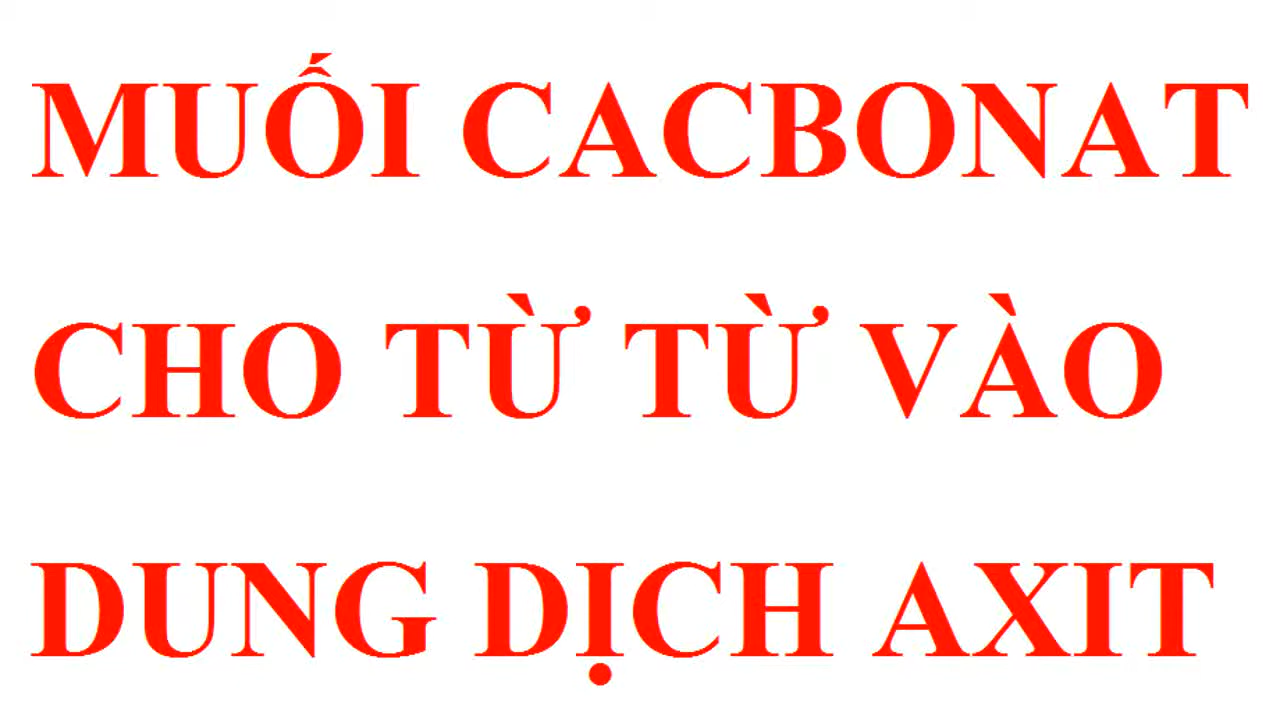 MUỐI CACBONAT
CHO TỪ TỪ VÀO
DUNG DỊCH AXIT